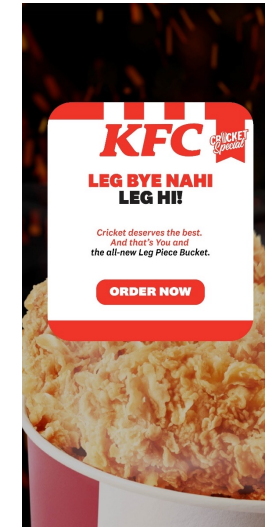 KFC
CRICKET
Special
LEG BYE NAHI
LEG HI!
Cricket deserves the best.
And that's You and
the all-new Leg Piece Bucket.
ORDER NOW